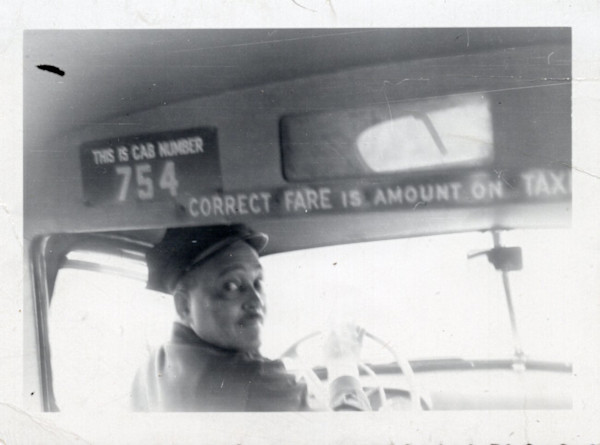 THIS IS CAB NUMBER
754
CORRECT FARE IS AMOUNT ON TAXI